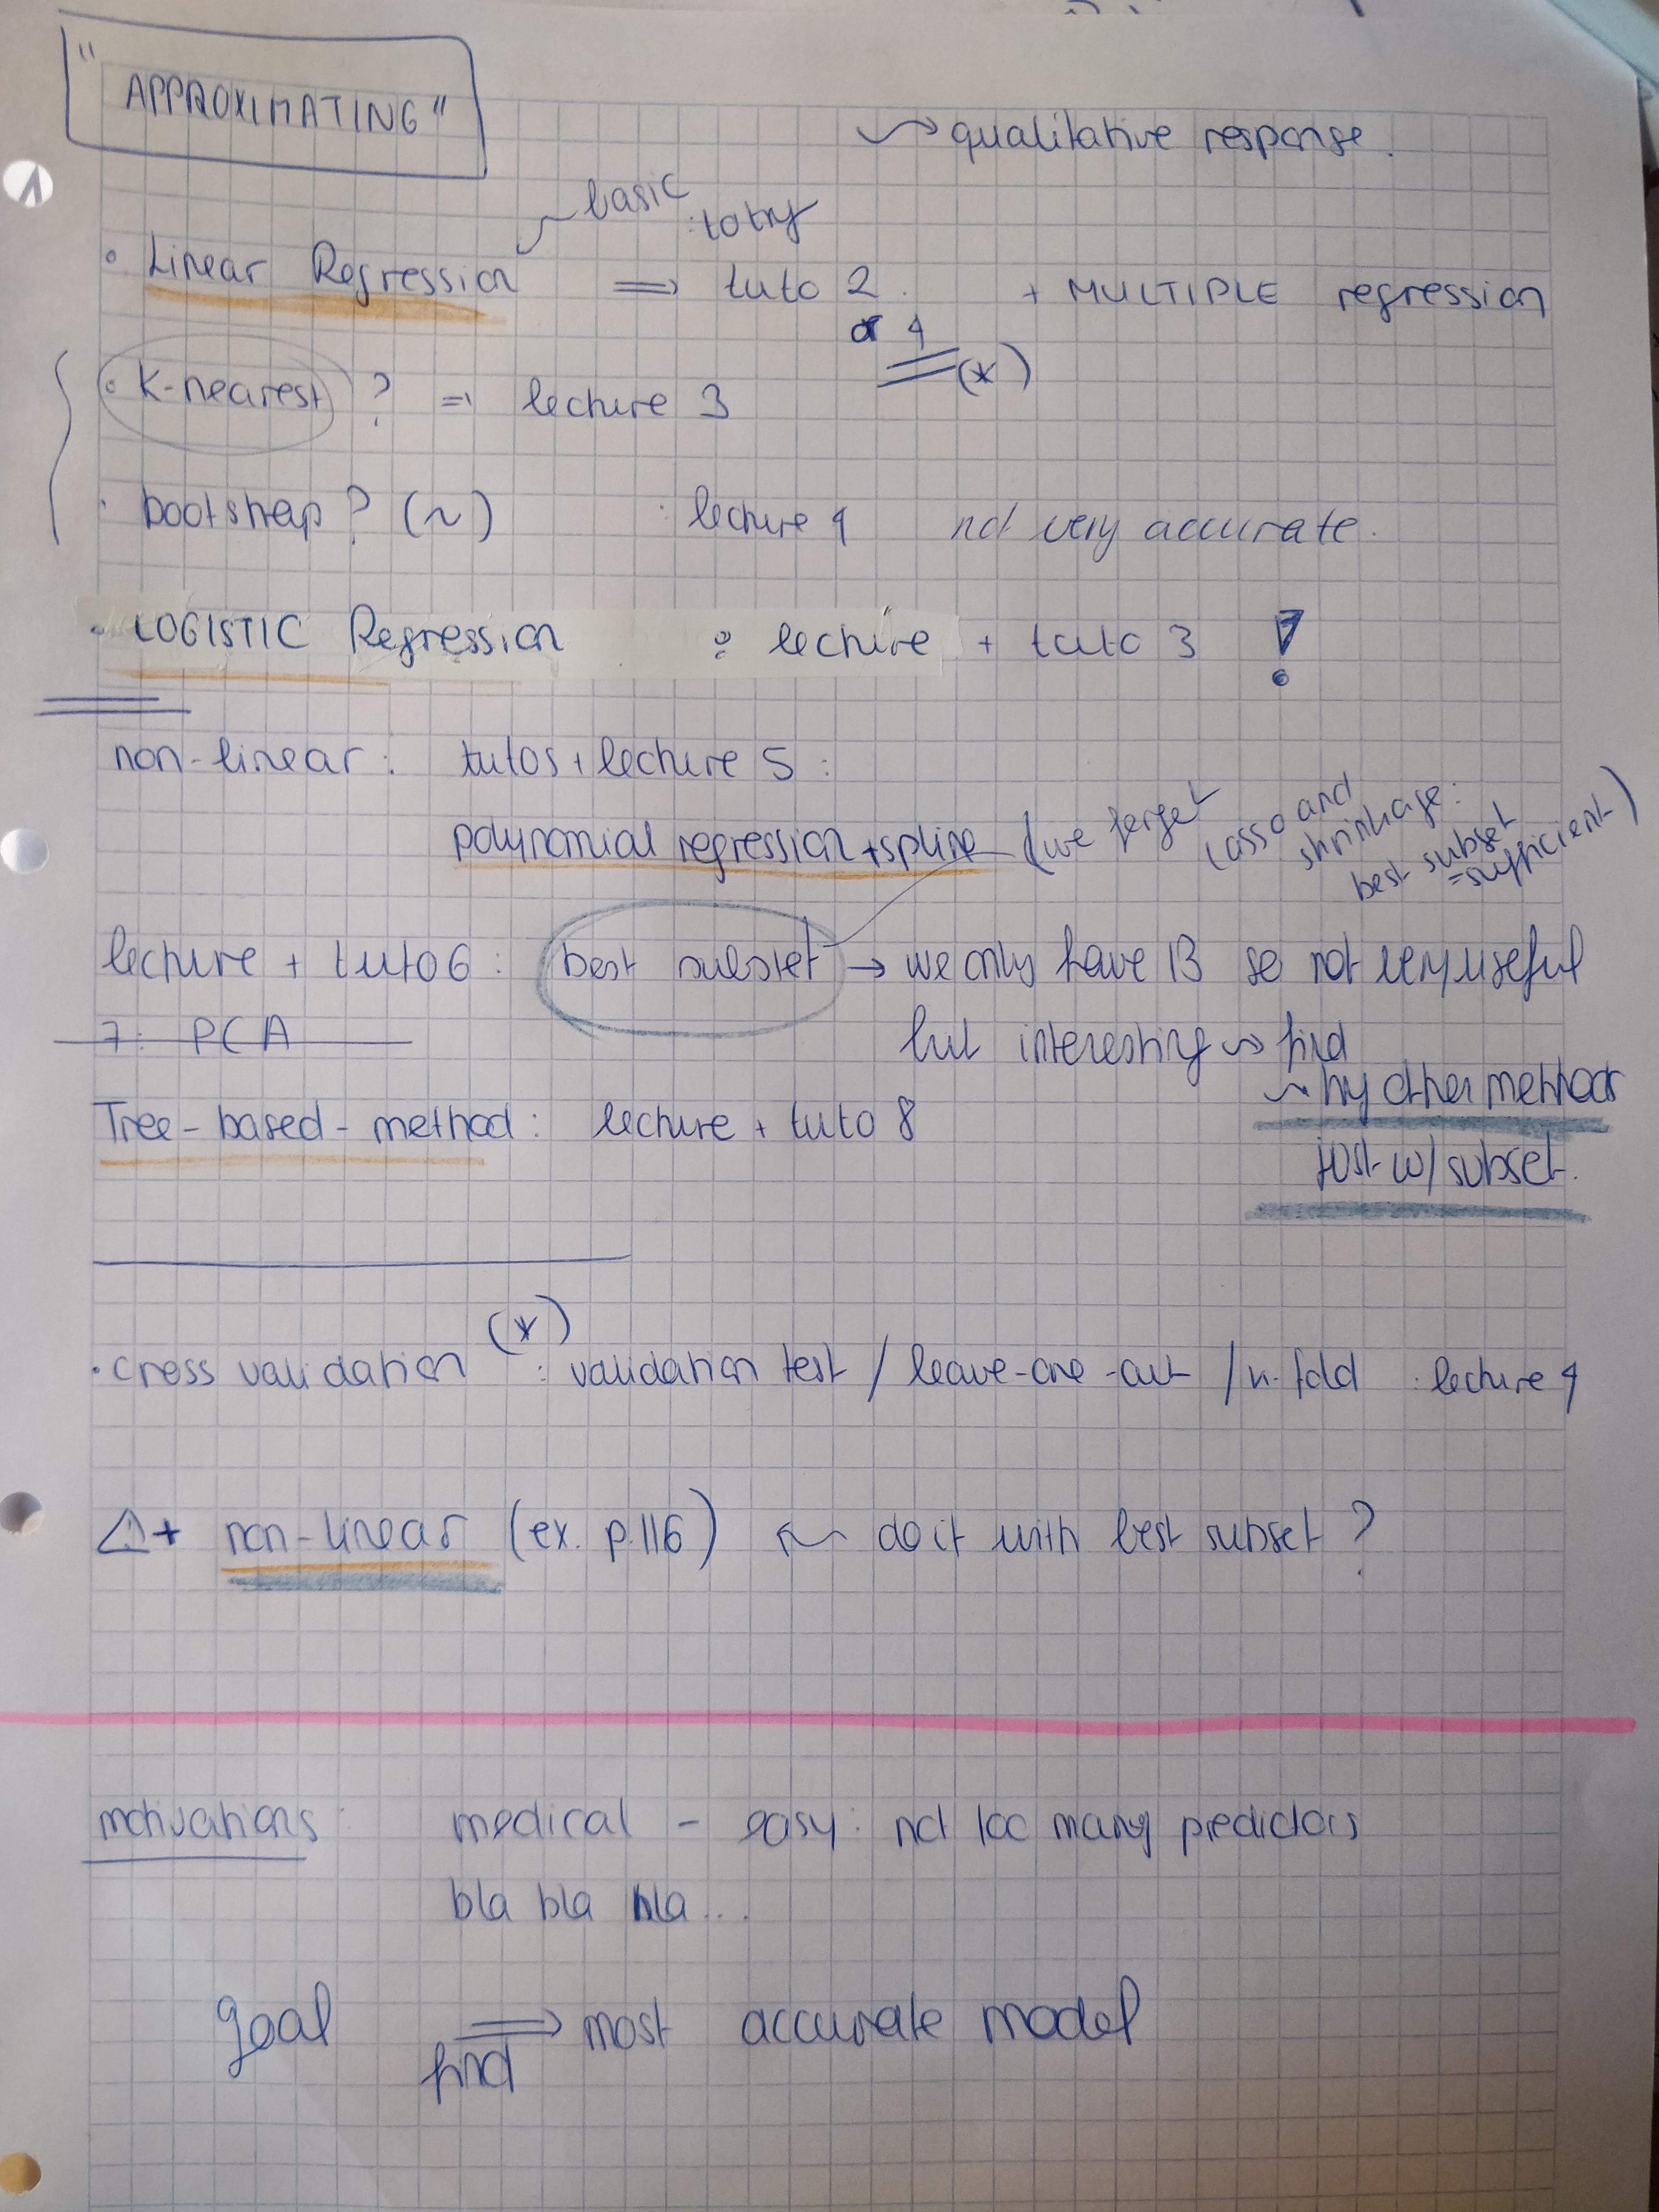 "APPROXIMATING"
~> qualitative response.
basic
to try
• Linear Regression => tuto 2. + MULTIPLE regression
or 4
(*)
• K-nearest ? => lecture 3
• bootstrap ? (~) : lecture 4 not very accurate.
• LOGISTIC Regression : lecture + tuto 3 !
non-linear : tutos + lecture 5 :
polynomial regression + spline (we forget
lasso and
shrinkage :
best subset
= sufficient)
lecture + tuto 6 : best subset → we only have 13 so not very useful
7: PCA but interesting ~> find
~> try other method
just w/ subset.
Tree-based-method : lecture + tuto 8
• cross validation (*) : validation test / leave-one-out / k-fold : lecture 4
⚠ + non-linear (ex. p.116) <~ do it with best subset ?
motivations : medical - easy : not too many predictors
bla bla bla...
goal => most accurate model
find